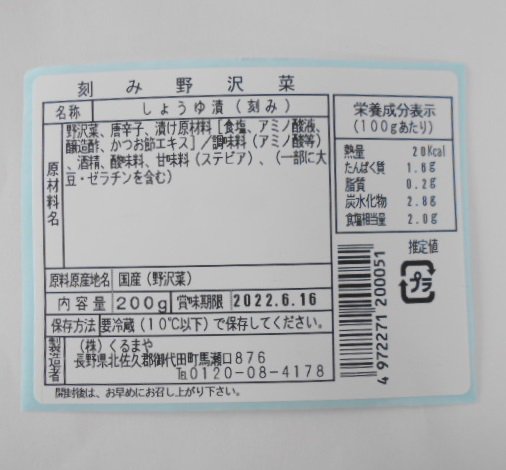 刻み野沢菜
名称 しょうゆ漬(刻み)
原材料名
野沢菜、唐辛子、漬け原材料[食塩、アミノ酸液、
醸造酢、かつお節エキス]/調味料(アミノ酸等)
、酒精、酸味料、甘味料(ステビア)、(一部に大
豆・ゼラチンを含む)
原料原産地名 国産(野沢菜)
内容量 200g 賞味期限 2022.6.16
保存方法 要冷蔵(10℃以下)で保存してください。
製造者
(株)くるまや
長野県北佐久郡御代田町馬瀬口876
℡0120-08-4178
開封後は、お早めにお召し上がり下さい。
栄養成分表示
(100gあたり)
熱量 20Kcal
たんぱく質 1.6g
脂質 0.2g
炭水化物 2.8g
食塩相当量 2.0g
推定値
プラ
4 972271 200051